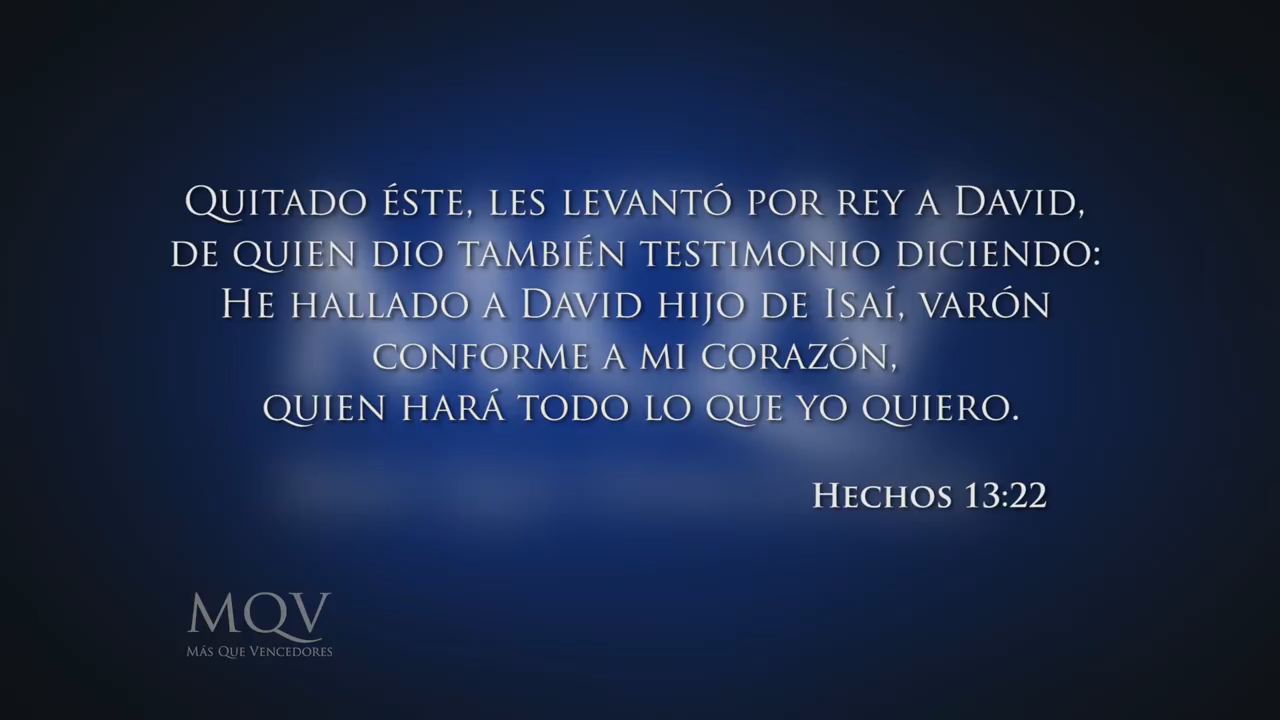 Quitado éste, les levantó por rey a David,
de quien dio también testimonio diciendo:
He hallado a David hijo de Isaí, varón
conforme a mi corazón,
quien hará todo lo que yo quiero.
Hechos 13:22
MQV
Más Que Vencedores